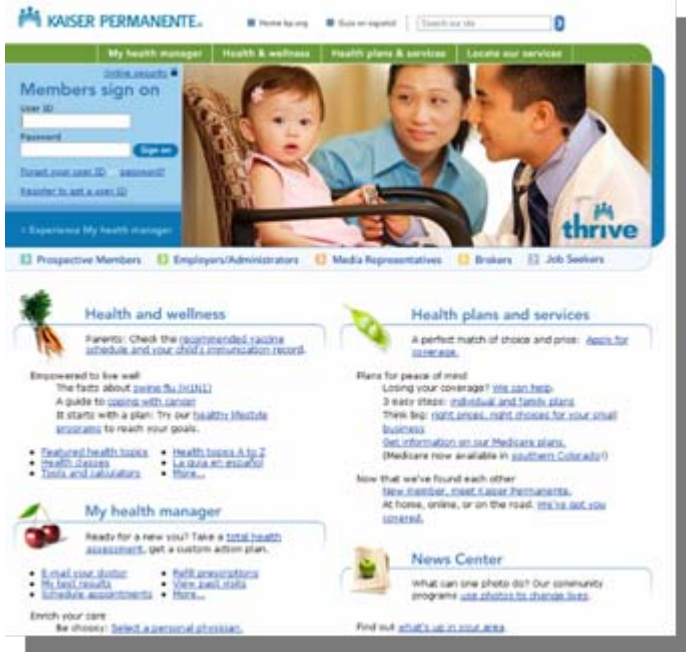 KAISER PERMANENTE®
Home kp.org
Guia en español
Search our site
My health manager
Health & wellness
Health plans & services
Locate our services
Online security
Members sign on
User ID
Password
Sign on
Forgot your user ID password?
Register to get a user ID
Experience My health manager
thrive
Prospective Members
Employers/Administrators
Media Representatives
Brokers
Job Seekers
Health and wellness
Parents: Check the recommended vaccine
schedule and your child's immunization record.
Empowered to live well
The facts about swine flu (H1N1)
A guide to coping with cancer
It starts with a plan: Try our healthy lifestyle
programs to reach your goals.
• Featured health topics
• Health classes
• Tools and calculators
• Health topics A to Z
• La guia en español
• More...
My health manager
Ready for a new you? Take a total health
assessment, get a custom action plan.
• E-mail your doctor
• My test results
• Schedule appointments
• Refill prescriptions
• View past visits
• More...
Enrich your care
Be choosy: Select a personal physician.
Health plans and services
A perfect match of choice and price: Apply for
coverage.
Plans for peace of mind
Losing your coverage? We can help.
3 easy steps: individual and family plans
Think big: right prices, right choices for your small
business
Get information on our Medicare plans.
(Medicare now available in southern Colorado!)
Now that we've found each other
New member, meet Kaiser Permanente.
At home, online, or on the road. We've got you
covered.
News Center
What can one photo do? Our community
programs use photos to change lives.
Find out what's up in your area.